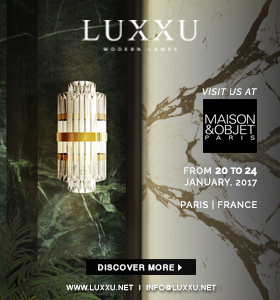 LUXXU
MODERN LAMPS
VISIT US AT
MAISON
&OBJET
PARIS
FROM 20 TO 24
JANUARY, 2017
PARIS | FRANCE
DISCOVER MORE
WWW.LUXXU.NET | INFO@LUXXU.NET